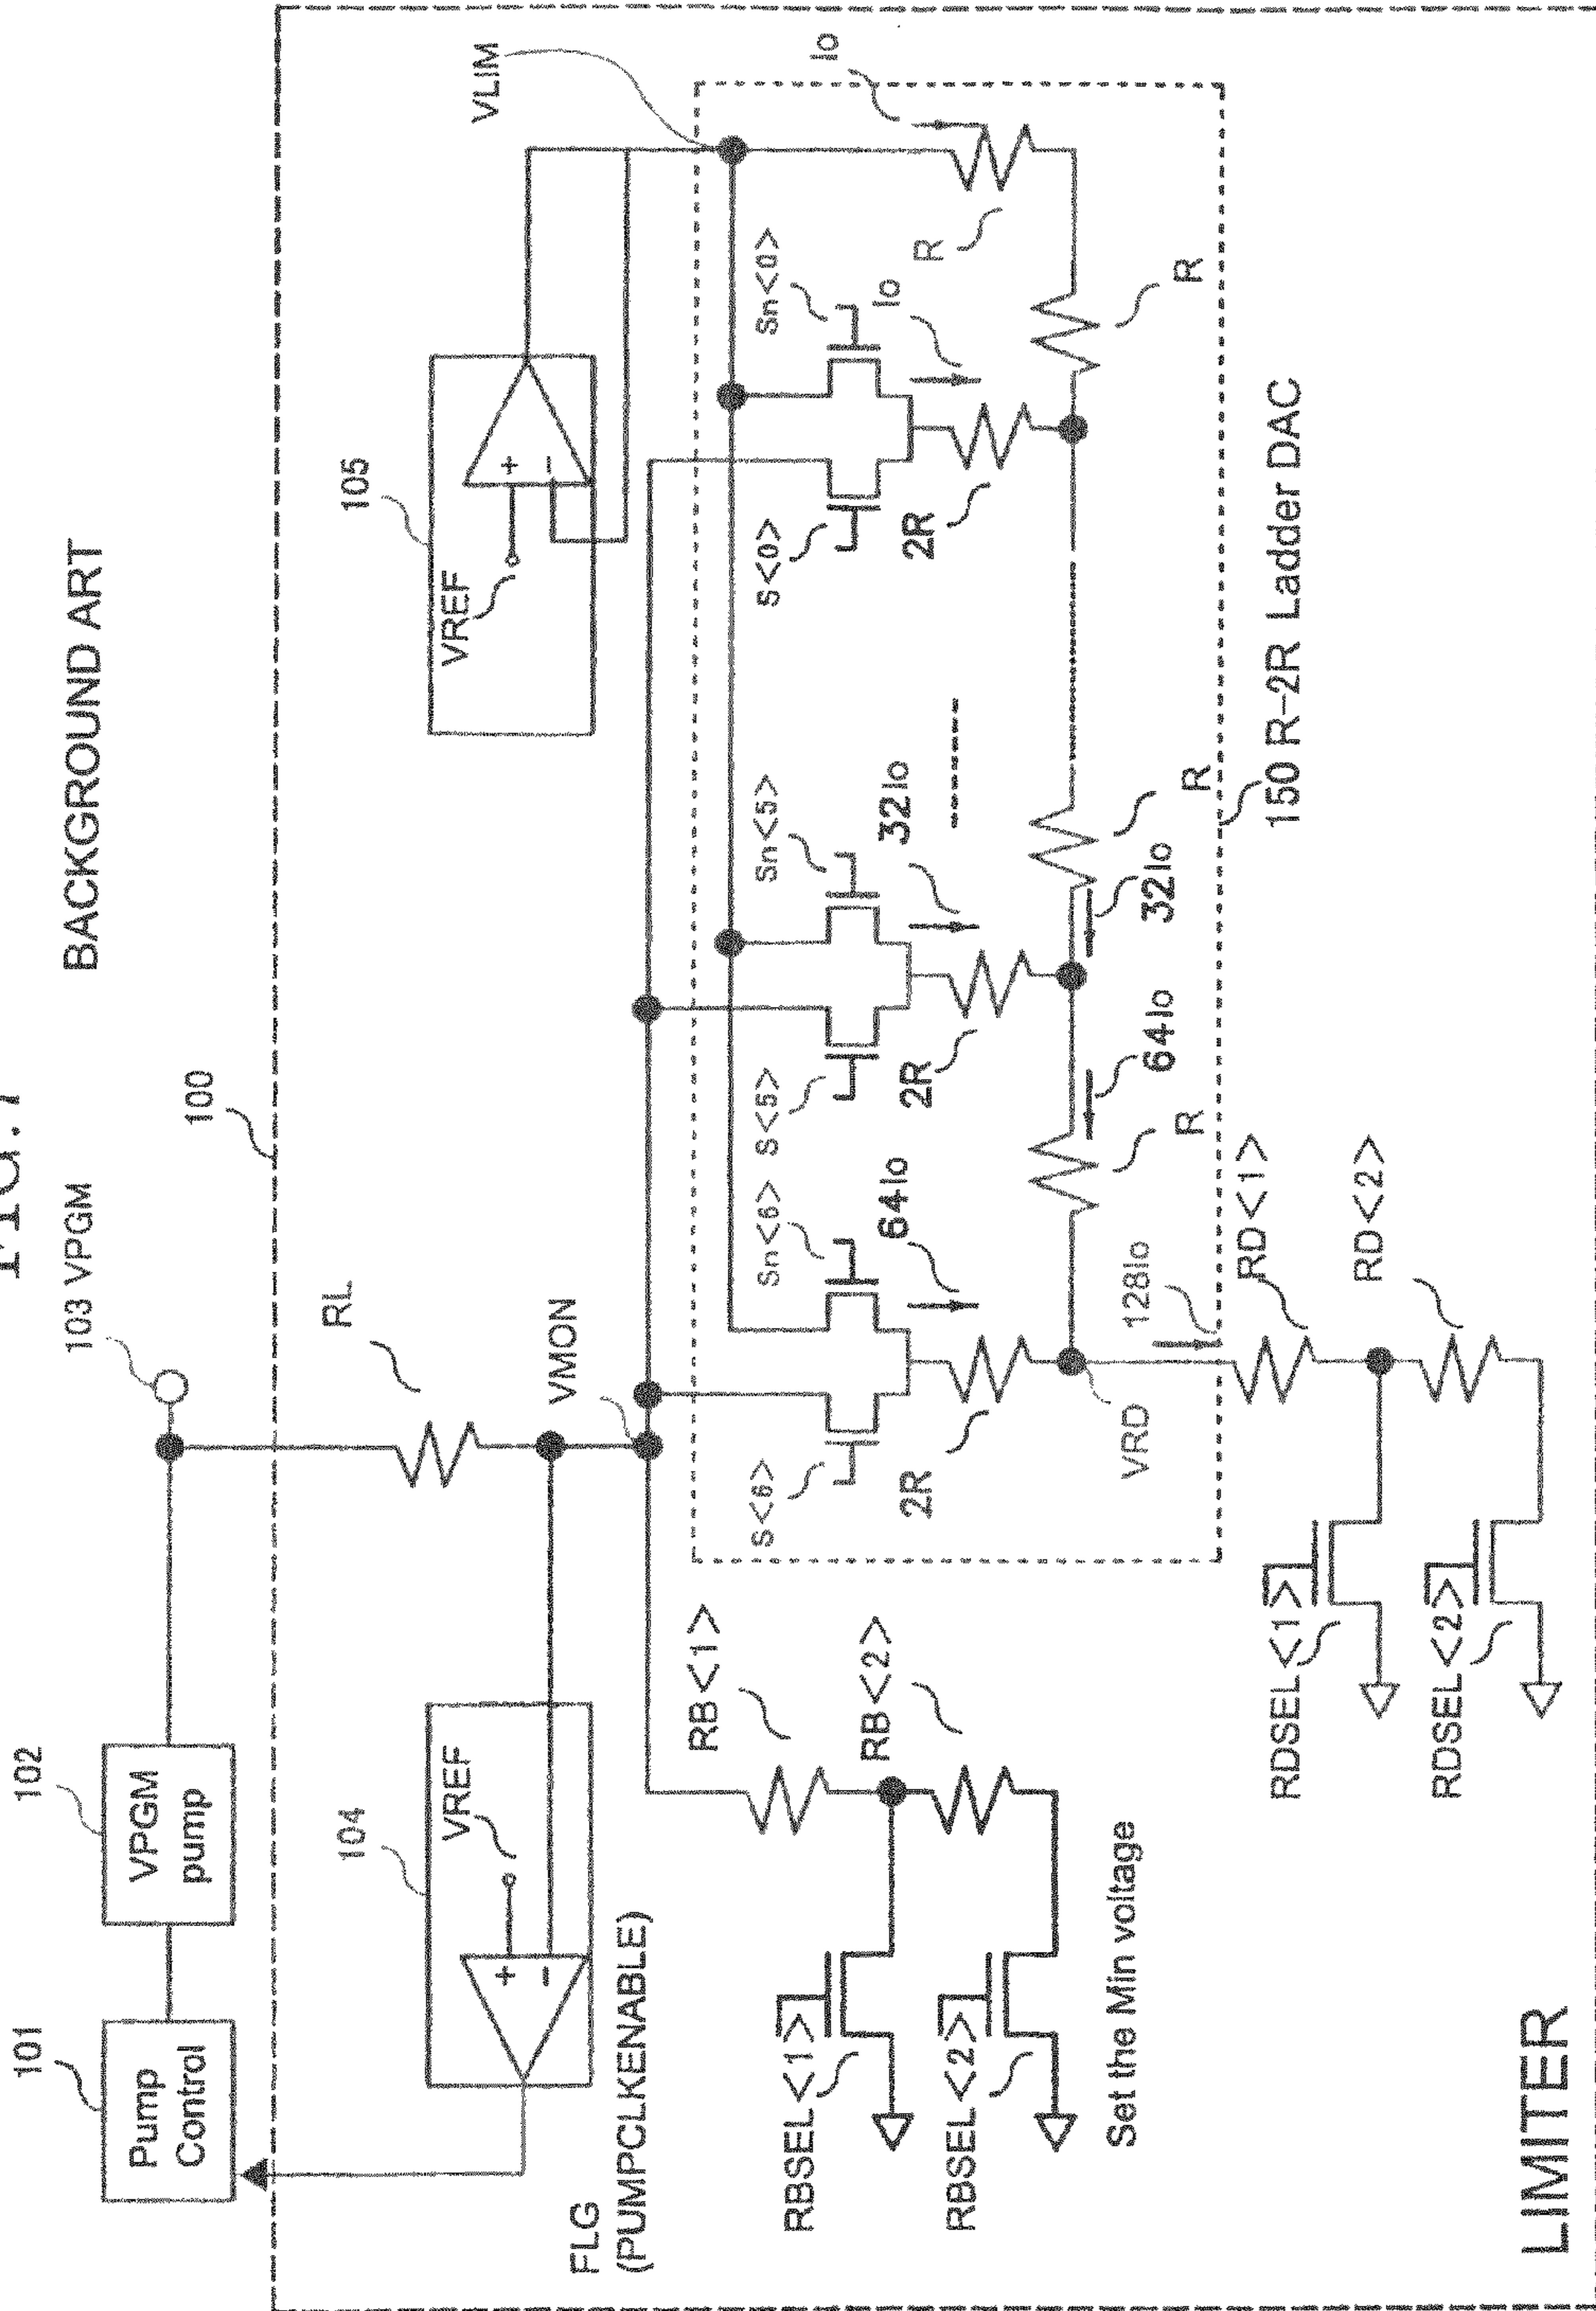 FIG. 7
BACKGROUND ART
100
101
Pump
Control
102
VPGM
pump
103 VPGM
RL
VMON
104
VREF
+
-
FLG
(PUMPCLKENABLE)
105
VREF
+
-
VLIM
S<6>
Sn<6>
64Io
2R
S<5>
Sn<5>
32Io
2R
S<0>
Sn<0>
Io
2R
Io
R
R
R
32Io
64Io
R
VRD
128Io
150 R-2R Ladder DAC
RB<1>
RB<2>
RBSEL<1>
RBSEL<2>
Set the Min voltage
RD<1>
RD<2>
RDSEL<1>
RDSEL<2>
LIMITER